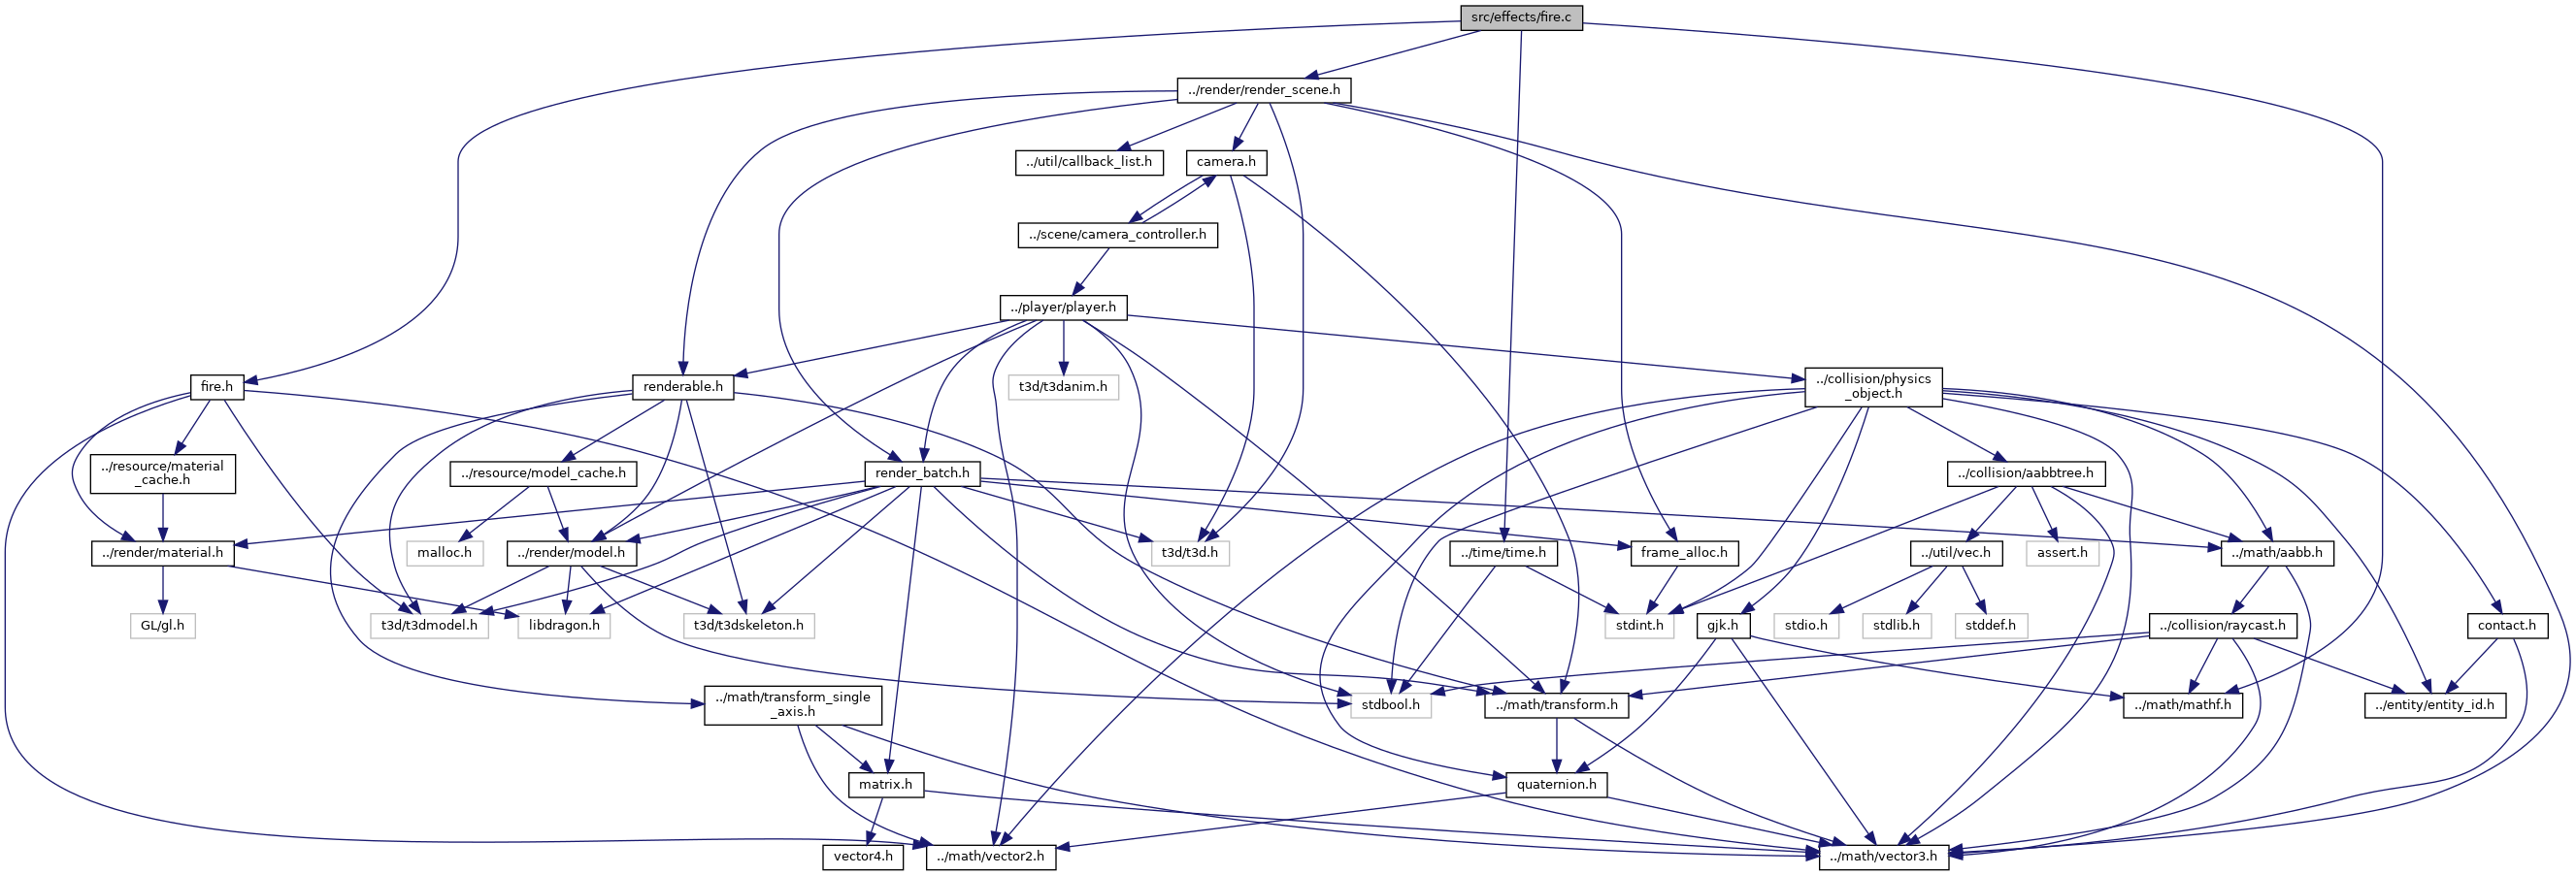 src/effects/fire.c
../render/render_scene.h
../util/callback_list.h
camera.h
../scene/camera_controller.h
../player/player.h
fire.h
renderable.h
t3d/t3danim.h
../collision/physics
_object.h
../resource/material
_cache.h
../resource/model_cache.h
render_batch.h
../collision/aabbtree.h
../render/material.h
malloc.h
../render/model.h
t3d/t3d.h
../time/time.h
frame_alloc.h
../util/vec.h
assert.h
../math/aabb.h
GL/gl.h
t3d/t3dmodel.h
libdragon.h
t3d/t3dskeleton.h
stdint.h
gjk.h
stdio.h
stdlib.h
stddef.h
../collision/raycast.h
contact.h
../math/transform_single
_axis.h
stdbool.h
../math/transform.h
../math/mathf.h
../entity/entity_id.h
matrix.h
quaternion.h
vector4.h
../math/vector2.h
../math/vector3.h